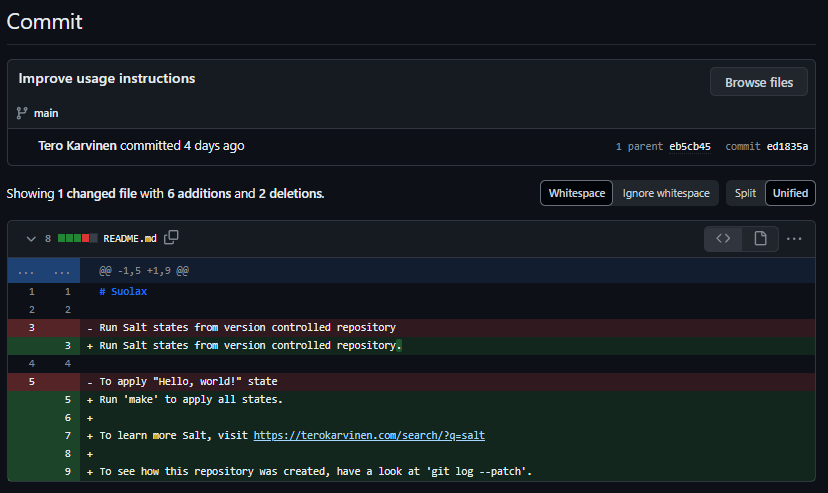 Commit
Improve usage instructions
Browse files
main
Tero Karvinen committed 4 days ago
1 parent eb5cb45 commit ed1835a
Showing 1 changed file with 6 additions and 2 deletions.
Whitespace Ignore whitespace Split Unified
8 README.md
... ... @@ -1,5 +1,9 @@
1 1 # Suolax
2 2
3 - Run Salt states from version controlled repository
3 + Run Salt states from version controlled repository.
4 4
5 - To apply "Hello, world!" state
5 + Run 'make' to apply all states.
6 +
7 + To learn more Salt, visit https://terokarvinen.com/search/?q=salt
8 +
9 + To see how this repository was created, have a look at 'git log --patch'.